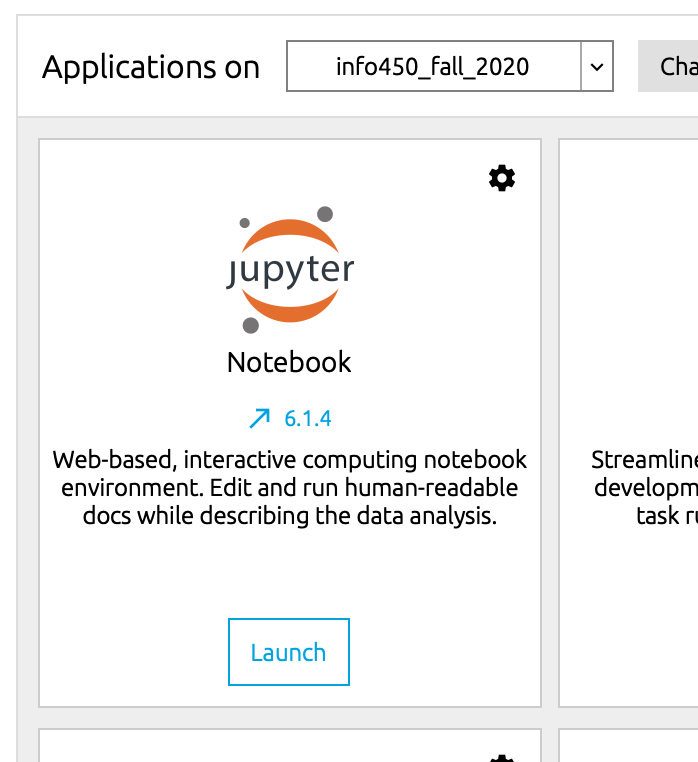 Applications on
info450_fall_2020
Cha
jupyter
Notebook
6.1.4
Web-based, interactive computing notebook
environment. Edit and run human-readable
docs while describing the data analysis.
Launch
Streamline
developm
task ru